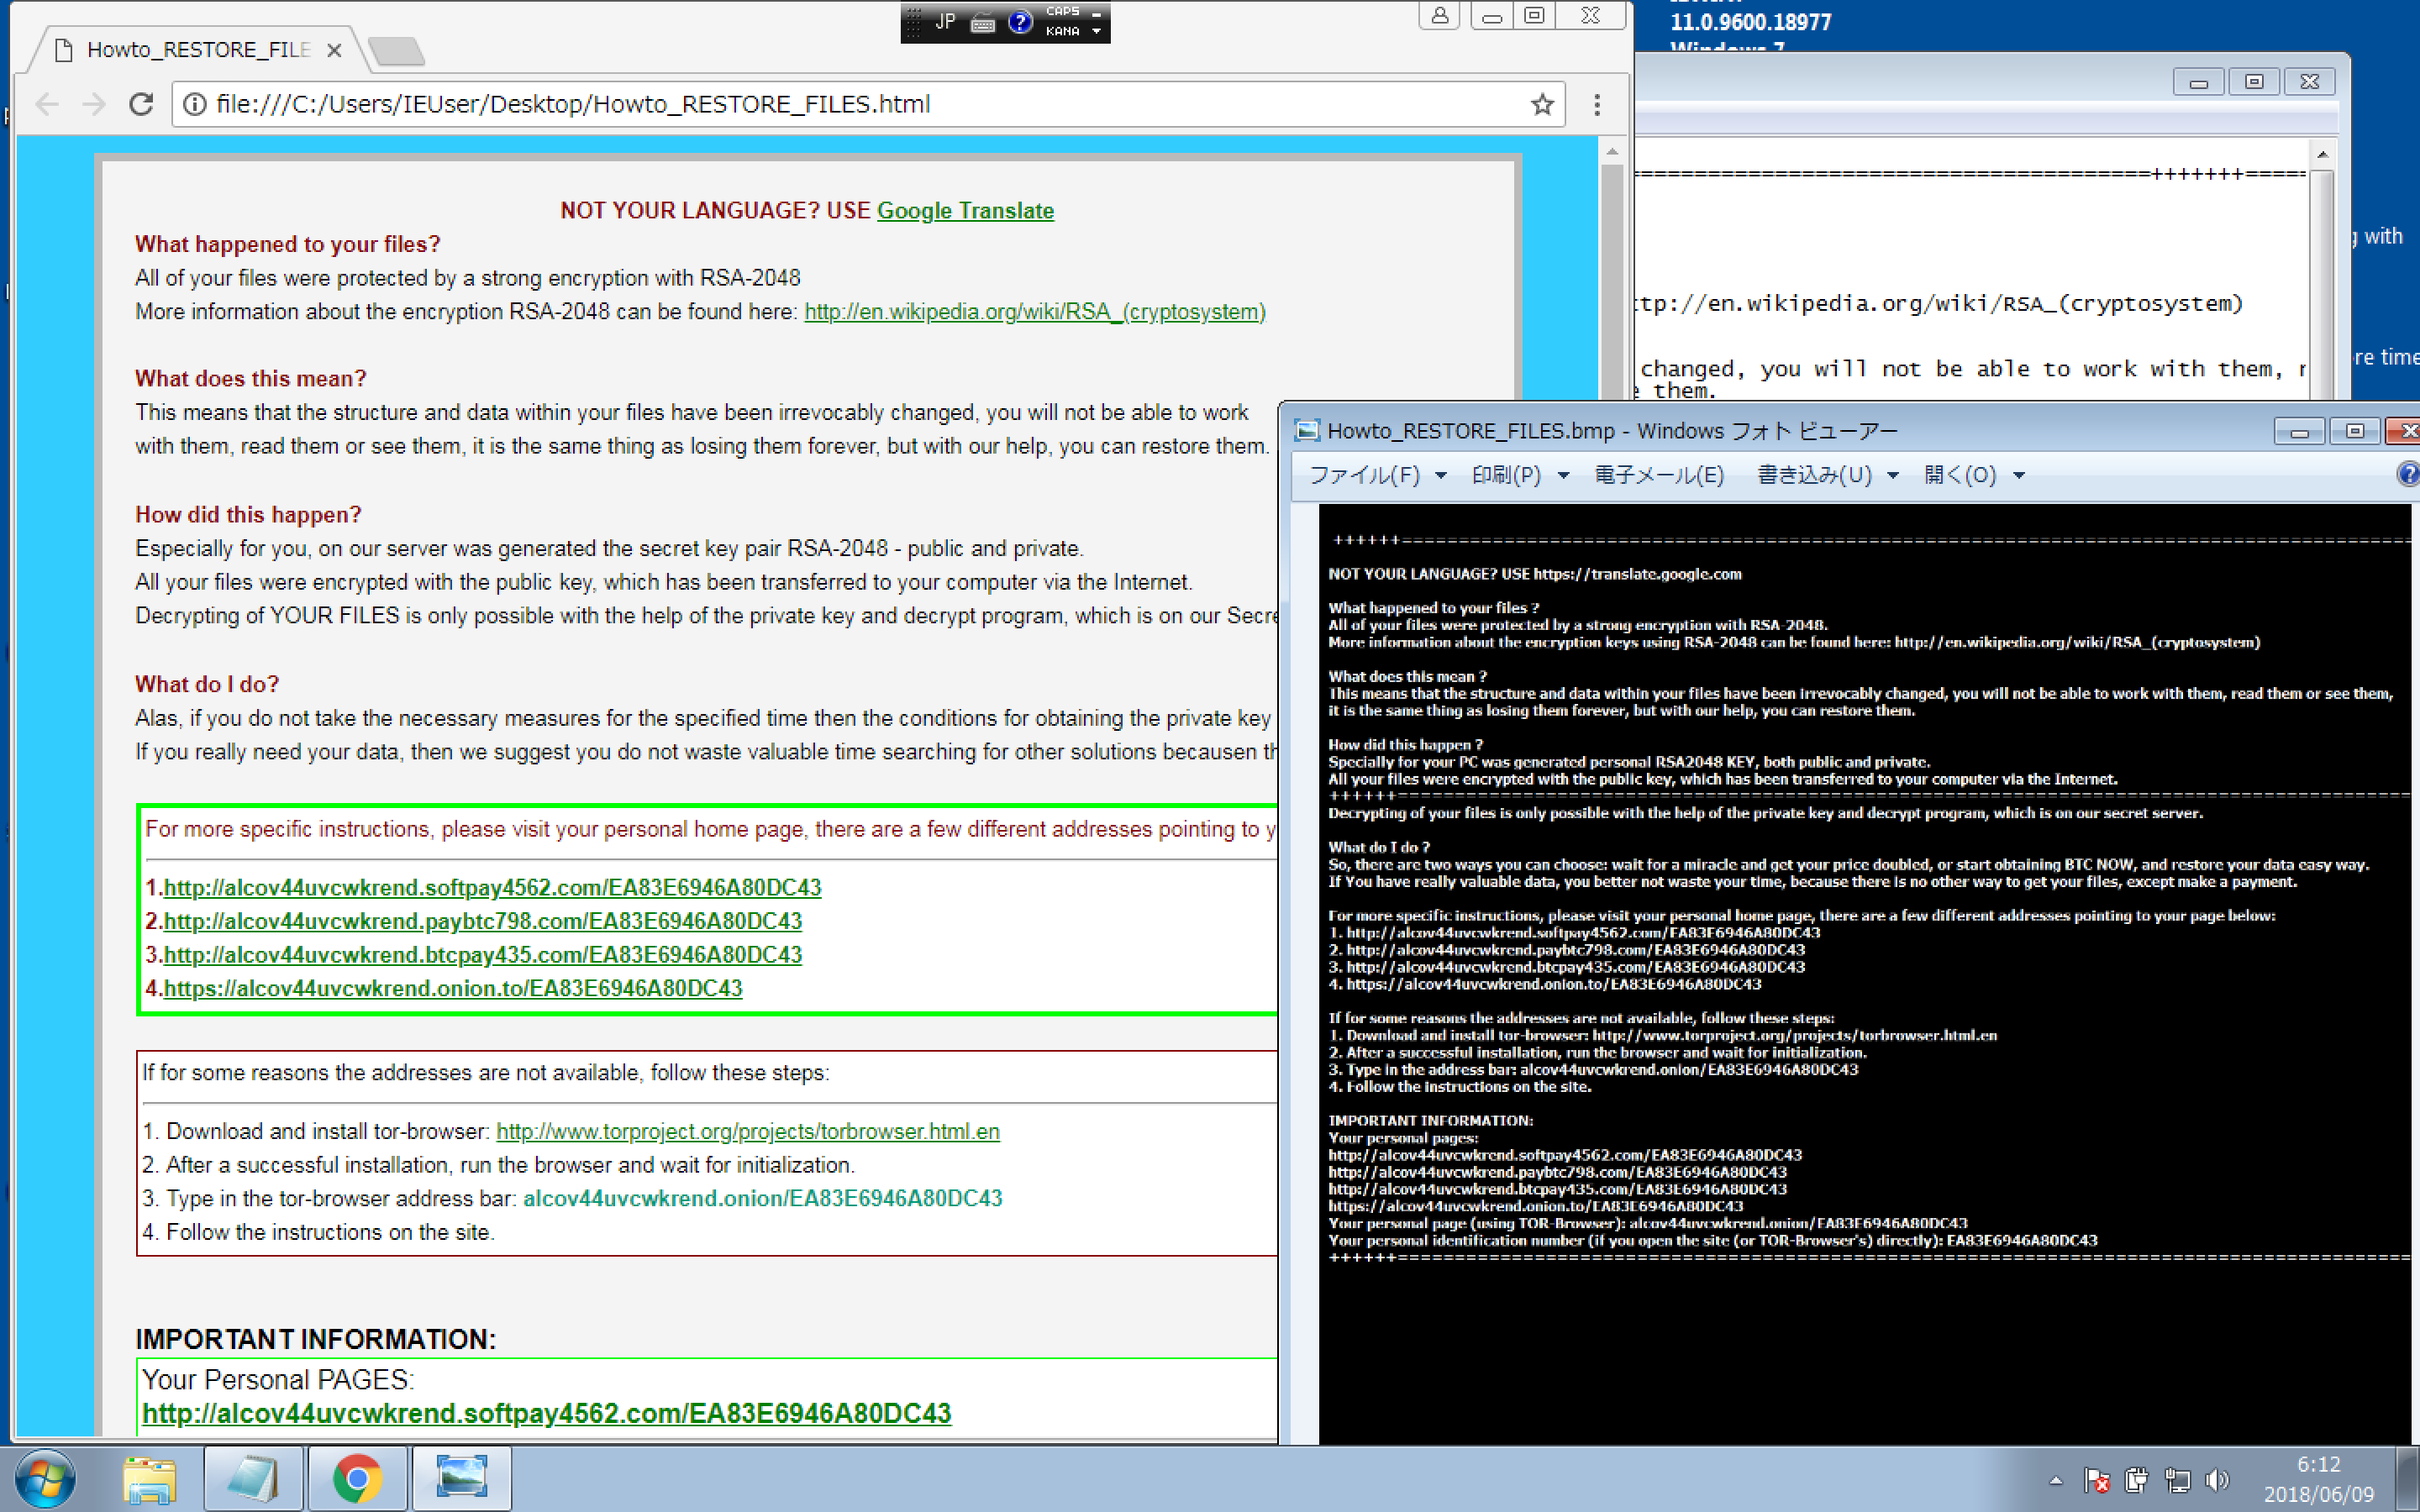 Howto_RESTORE_FILE
JP
CAPS
KANA
file:///C:/Users/IEUser/Desktop/Howto_RESTORE_FILES.html
NOT YOUR LANGUAGE? USE Google Translate
What happened to your files?
All of your files were protected by a strong encryption with RSA-2048
More information about the encryption RSA-2048 can be found here: http://en.wikipedia.org/wiki/RSA_(cryptosystem)
What does this mean?
This means that the structure and data within your files have been irrevocably changed, you will not be able to work
with them, read them or see them, it is the same thing as losing them forever, but with our help, you can restore them.
How did this happen?
Especially for you, on our server was generated the secret key pair RSA-2048 - public and private.
All your files were encrypted with the public key, which has been transferred to your computer via the Internet.
Decrypting of YOUR FILES is only possible with the help of the private key and decrypt program, which is on our Secre
What do I do?
Alas, if you do not take the necessary measures for the specified time then the conditions for obtaining the private key
If you really need your data, then we suggest you do not waste valuable time searching for other solutions becausen th
For more specific instructions, please visit your personal home page, there are a few different addresses pointing to y
1.http://alcov44uvcwkrend.softpay4562.com/EA83E6946A80DC43
2.http://alcov44uvcwkrend.paybtc798.com/EA83E6946A80DC43
3.http://alcov44uvcwkrend.btcpay435.com/EA83E6946A80DC43
4.https://alcov44uvcwkrend.onion.to/EA83E6946A80DC43
If for some reasons the addresses are not available, follow these steps:
1. Download and install tor-browser: http://www.torproject.org/projects/torbrowser.html.en
2. After a successful installation, run the browser and wait for initialization.
3. Type in the tor-browser address bar: alcov44uvcwkrend.onion/EA83E6946A80DC43
4. Follow the instructions on the site.
IMPORTANT INFORMATION:
Your Personal PAGES:
http://alcov44uvcwkrend.softpay4562.com/EA83E6946A80DC43
11.0.9600.18977
Windows 7
g with
re time
=====+++++++=====
tp://en.wikipedia.org/wiki/RSA_(cryptosystem)
changed, you will not be able to work with them, r
them.
Howto_RESTORE_FILES.bmp - Windows フォト ビューアー
ファイル(F) 印刷(P) 電子メール(E) 書き込み(U) 開く(O)
++++++=====
NOT YOUR LANGUAGE? USE https://translate.google.com
What happened to your files ?
All of your files were protected by a strong encryption with RSA-2048.
More information about the encryption keys using RSA-2048 can be found here: http://en.wikipedia.org/wiki/RSA_(cryptosystem)
What does this mean ?
This means that the structure and data within your files have been irrevocably changed, you will not be able to work with them, read them or see them,
it is the same thing as losing them forever, but with our help, you can restore them.
How did this happen ?
Specially for your PC was generated personal RSA2048 KEY, both public and private.
All your files were encrypted with the public key, which has been transferred to your computer via the Internet.
++++++=====
Decrypting of your files is only possible with the help of the private key and decrypt program, which is on our secret server.
What do I do ?
So, there are two ways you can choose: wait for a miracle and get your price doubled, or start obtaining BTC NOW, and restore your data easy way.
If You have really valuable data, you better not waste your time, because there is no other way to get your files, except make a payment.
For more specific instructions, please visit your personal home page, there are a few different addresses pointing to your page below:
1. http://alcov44uvcwkrend.softpay4562.com/EA83E6946A80DC43
2. http://alcov44uvcwkrend.paybtc798.com/EA83E6946A80DC43
3. http://alcov44uvcwkrend.btcpay435.com/EA83E6946A80DC43
4. https://alcov44uvcwkrend.onion.to/EA83E6946A80DC43
If for some reasons the addresses are not available, follow these steps:
1. Download and install tor-browser: http://www.torproject.org/projects/torbrowser.html.en
2. After a successful installation, run the browser and wait for initialization.
3. Type in the address bar: alcov44uvcwkrend.onion/EA83E6946A80DC43
4. Follow the instructions on the site.
IMPORTANT INFORMATION:
Your personal pages:
http://alcov44uvcwkrend.softpay4562.com/EA83E6946A80DC43
http://alcov44uvcwkrend.paybtc798.com/EA83E6946A80DC43
http://alcov44uvcwkrend.btcpay435.com/EA83E6946A80DC43
https://alcov44uvcwkrend.onion.to/EA83E6946A80DC43
Your personal page (using TOR-Browser): alcov44uvcwkrend.onion/EA83E6946A80DC43
Your personal identification number (if you open the site (or TOR-Browser's) directly): EA83E6946A80DC43
++++++=====
6:12
2018/06/09